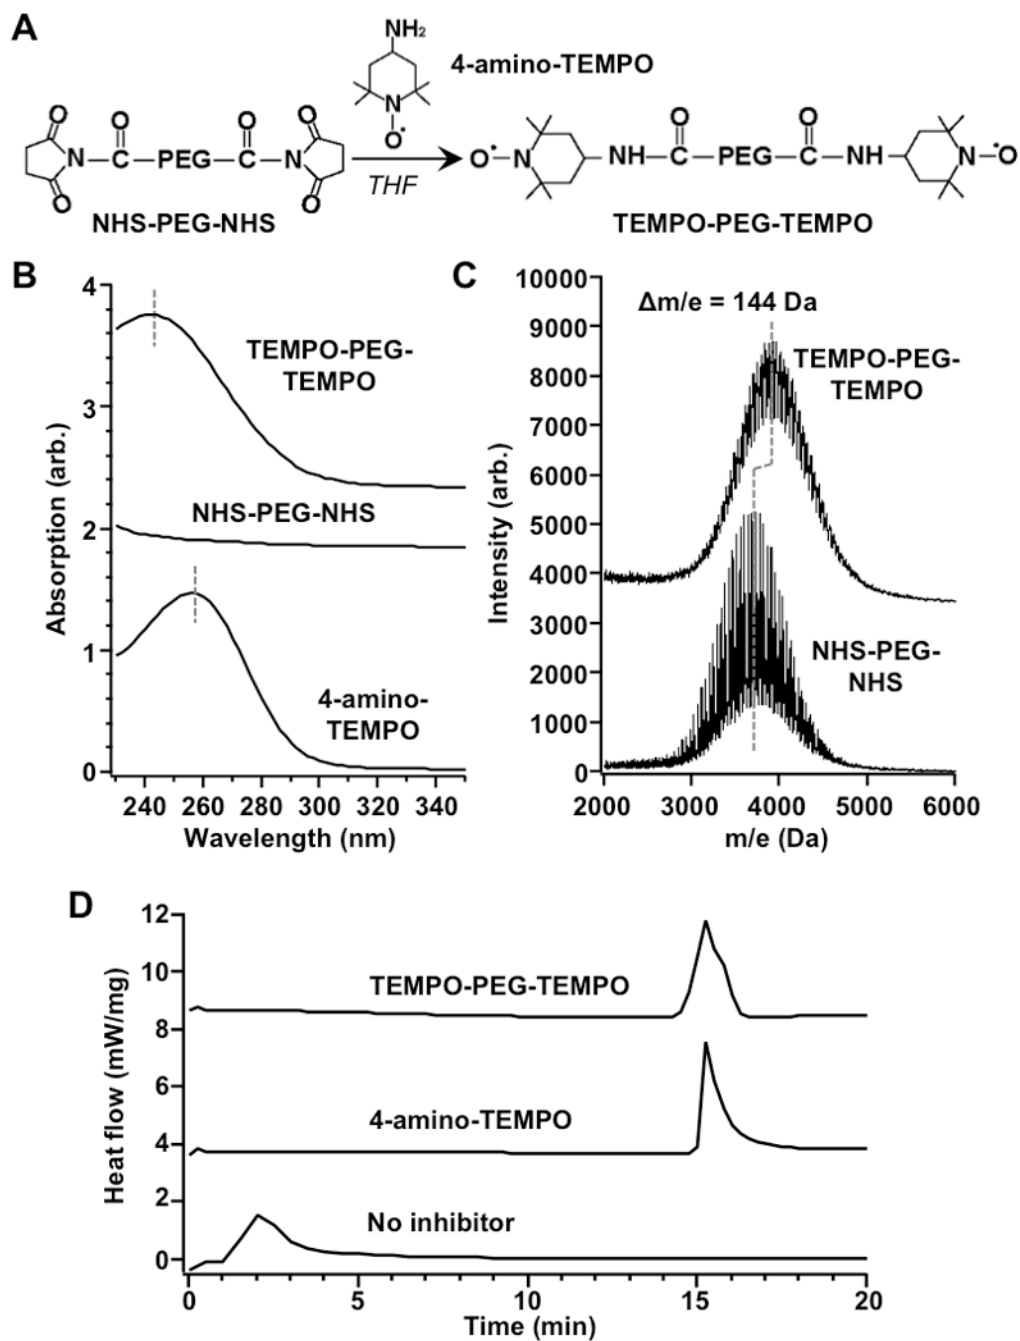 A
NH2
4-amino-TEMPO
N
O•
O O O O
N C PEG C N
O O
NHS-PEG-NHS
THF
O O
O• N NH C PEG C NH N •O
TEMPO-PEG-TEMPO
B
4
3
2
1
0
Absorption (arb.)
TEMPO-PEG-
TEMPO
NHS-PEG-NHS
4-amino-
TEMPO
240 260 280 300 320 340
Wavelength (nm)
C
10000
9000
8000
7000
6000
5000
4000
3000
2000
1000
0
Intensity (arb.)
Δm/e = 144 Da
TEMPO-PEG-
TEMPO
NHS-PEG-
NHS
2000 3000 4000 5000 6000
m/e (Da)
D
12
10
8
6
4
2
0
Heat flow (mW/mg)
TEMPO-PEG-TEMPO
4-amino-TEMPO
No inhibitor
0 5 10 15 20
Time (min)